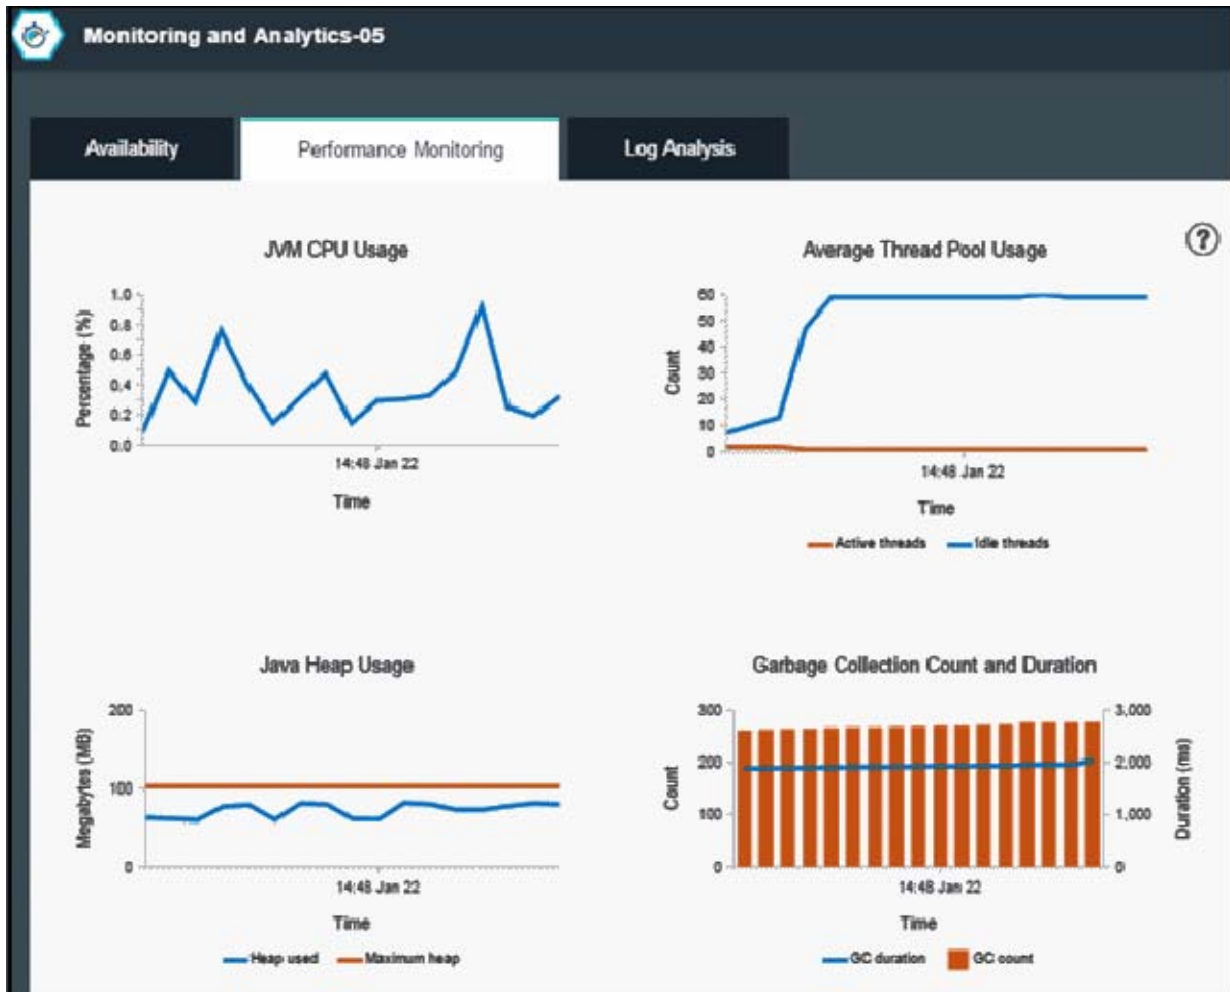 Monitoring and Analytics-05
Availability
Performance Monitoring
Log Analysis
?
JVM CPU Usage
Percentage (%)
1.0
0.8
0.6
0.4
0.2
0.0
14:48 Jan 22
Time
Average Thread Pool Usage
Count
60
50
40
30
20
10
0
14:48 Jan 22
Time
Active threads
Idle threads
Java Heap Usage
Megabytes (MB)
200
100
0
14:48 Jan 22
Time
Heap used
Maximum heap
Garbage Collection Count and Duration
Count
300
200
100
0
3,000
2,000
1,000
0
Duration (ms)
14:48 Jan 22
Time
GC duration
GC count